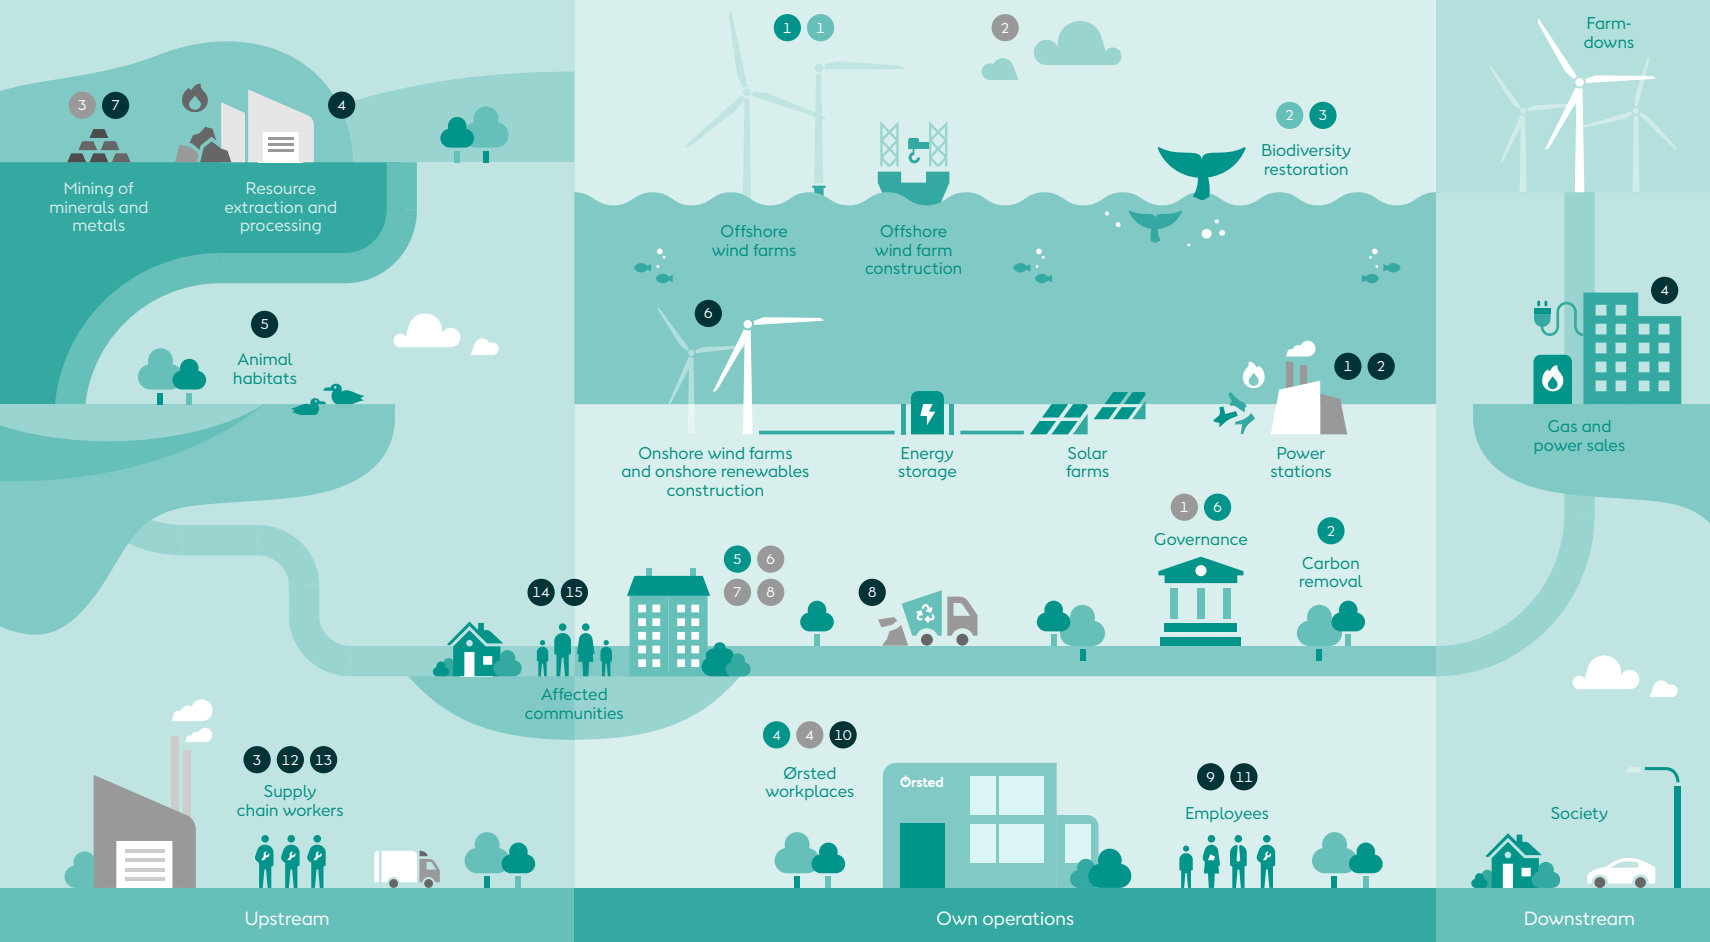 1 1
2
Farm-
downs
3 7
4
2 3
Biodiversity
restoration
Mining of
minerals and
metals
Resource
extraction and
processing
Offshore
wind farms
Offshore
wind farm
construction
4
5
6
Animal
habitats
1 2
Gas and
power sales
Onshore wind farms
and onshore renewables
construction
Energy
storage
Solar
farms
Power
stations
1 6
Governance
2
Carbon
removal
14 15
5 6
7 8
8
Affected
communities
4 4 10
Ørsted
workplaces
Ørsted
3 12 13
Supply
chain workers
9 11
Employees
Society
Upstream
Own operations
Downstream